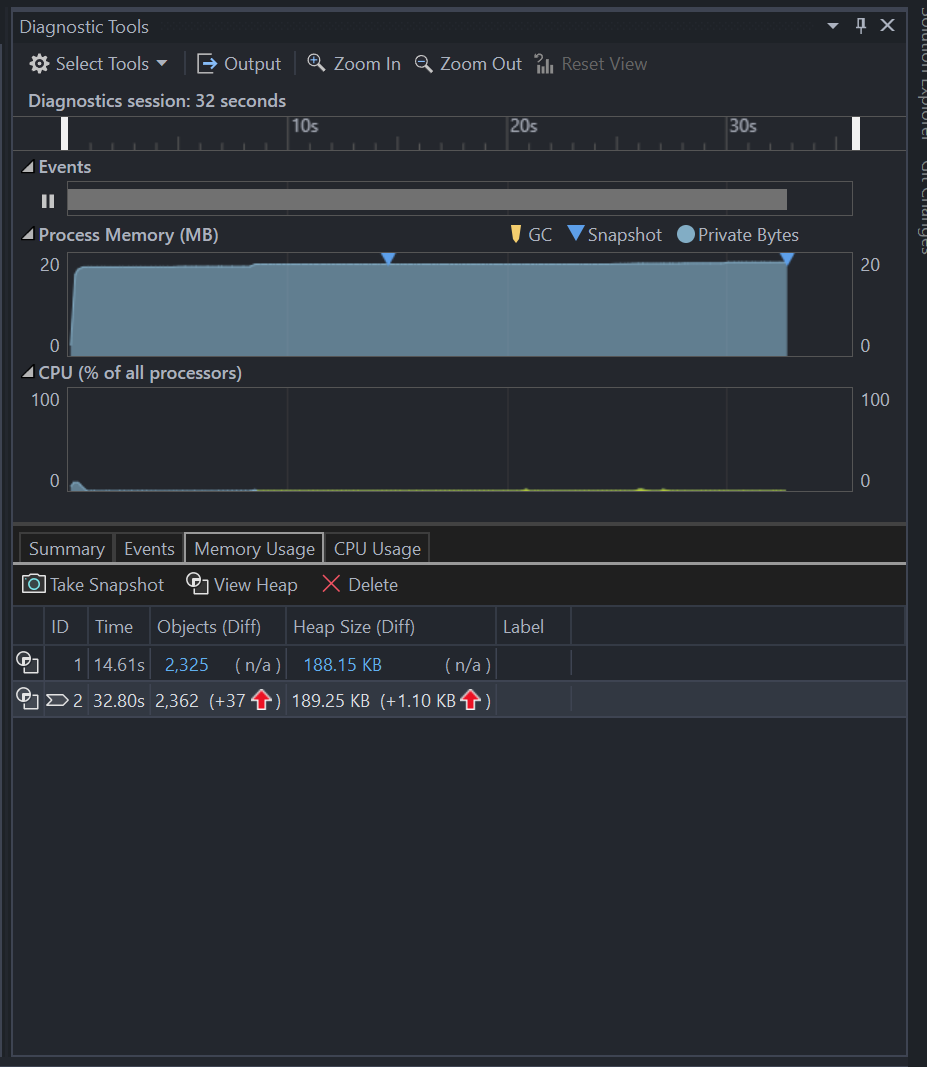 Diagnostic Tools
Select Tools Output Zoom In Zoom Out Reset View
Diagnostics session: 32 seconds
10s 20s 30s
Events
Process Memory (MB) GC Snapshot Private Bytes
20 20
0 0
CPU (% of all processors)
100 100
0 0
Summary Events Memory Usage CPU Usage
Take Snapshot View Heap Delete
ID Time Objects (Diff) Heap Size (Diff) Label
1 14.61s 2,325 ( n/a ) 188.15 KB ( n/a )
2 32.80s 2,362 (+37 ) 189.25 KB (+1.10 KB )
Solution Explorer
Git Changes